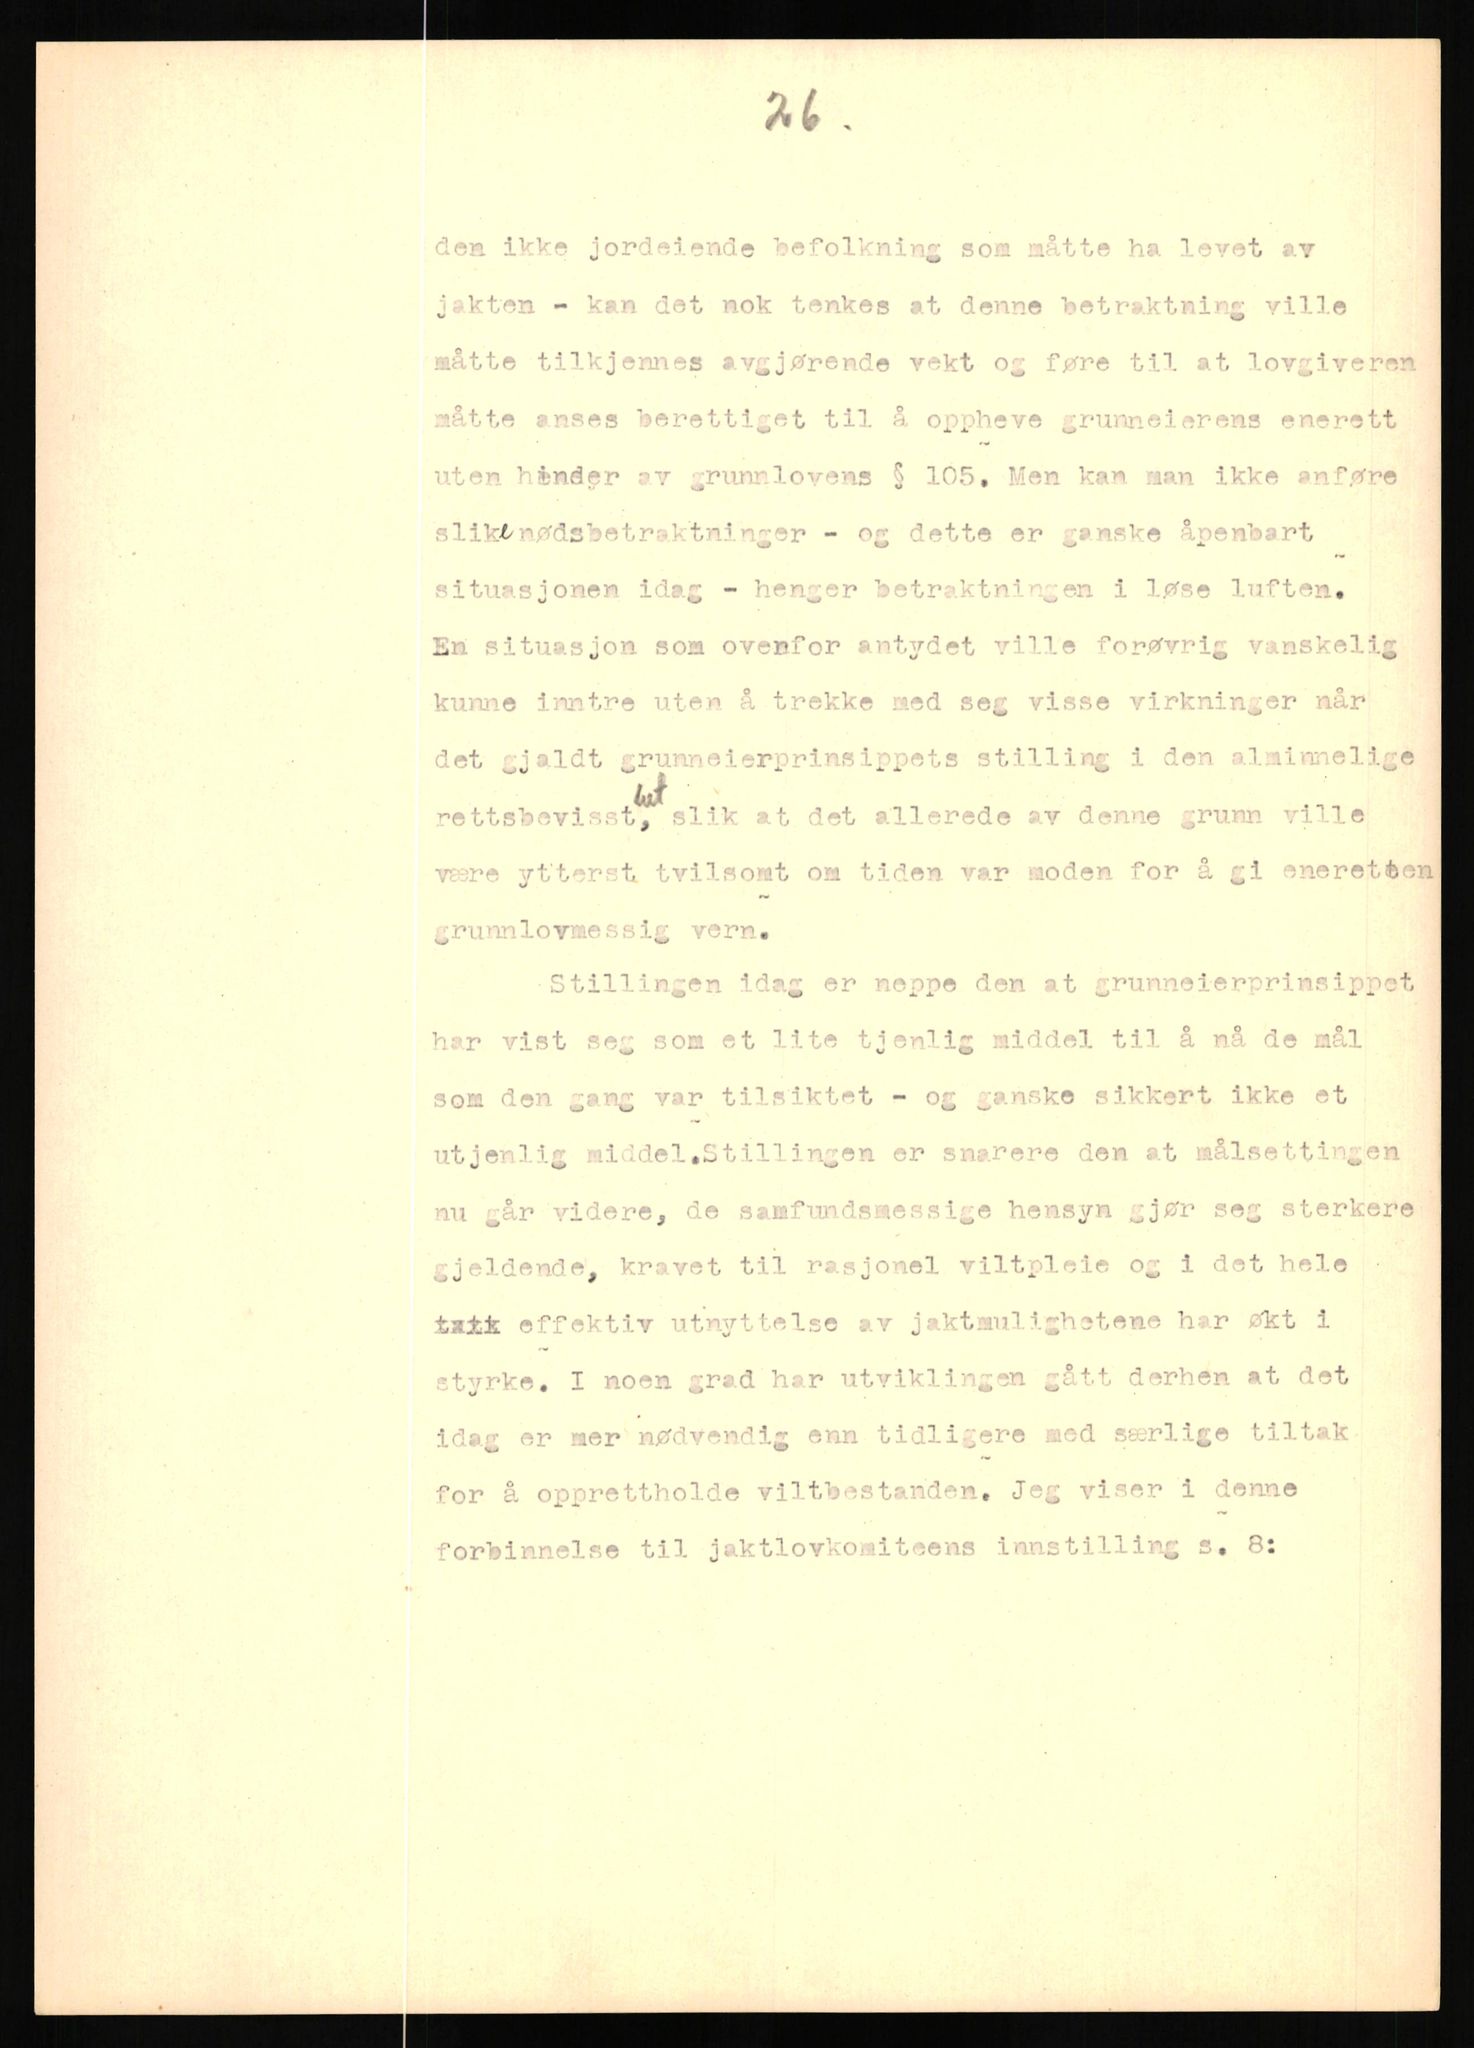 26.
den ikke jordeiende befolkning som måtte ha levet av
jakten - kan det nok tenkes at denne betraktning ville
måtte tilkjennes avgjørende vekt og føre til at lovgiveren
måtte anses berettiget til å oppheve grunneierens enerett
uten hinder av grunnlovens § 105. Men kan man ikke anføre
slike nødsbetraktninger - og dette er ganske åpenbart
situasjonen idag - henger betraktningen i løse luften.
En situasjon som ovenfor antydet ville forøvrig vanskelig
kunne inntre uten å trekke med seg visse virkninger når
det gjaldt grunneierprinsippets stilling i den alminnelige
rettsbevissthet, slik at det allerede av denne grunn ville
være ytterst tvilsomt om tiden var moden for å gi eneretten
grunnlovmessig vern.
Stillingen idag er neppe den at grunneierprinsippet
har vist seg som et lite tjenlig middel til å nå de mål
som den gang var tilsiktet - og ganske sikkert ikke et
utjenlig middel.Stillingen er snarere den at målsettingen
nu går videre, de samfundsmessige hensyn gjør seg sterkere
gjeldende, kravet til rasjonel viltpleie og i det hele
effektiv utnyttelse av jaktmulighetene har økt i
styrke. I noen grad har utviklingen gått derhen at det
idag er mer nødvendig enn tidligere med særlige tiltak
for å opprettholde viltbestanden. Jeg viser i denne
forbinnelse til jaktlovkomiteens innstilling s. 8: